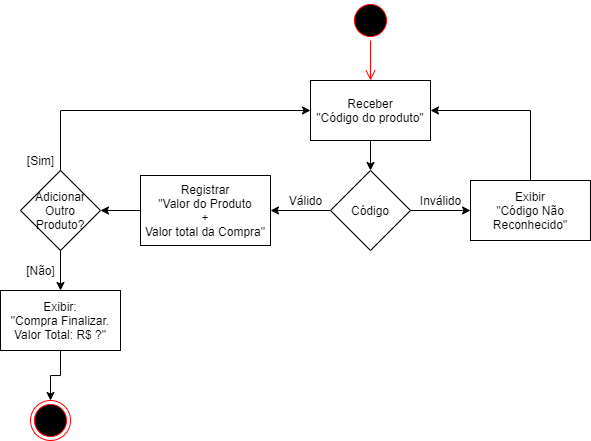 Receber
"Código do produto"
[Sim]
Adicionar
Outro
Produto?
Registrar
"Valor do Produto
+
Valor total da Compra"
Válido
Código
Inválido
Exibir
"Código Não
Reconhecido"
[Não]
Exibir:
"Compra Finalizar.
Valor Total: R$ ?"